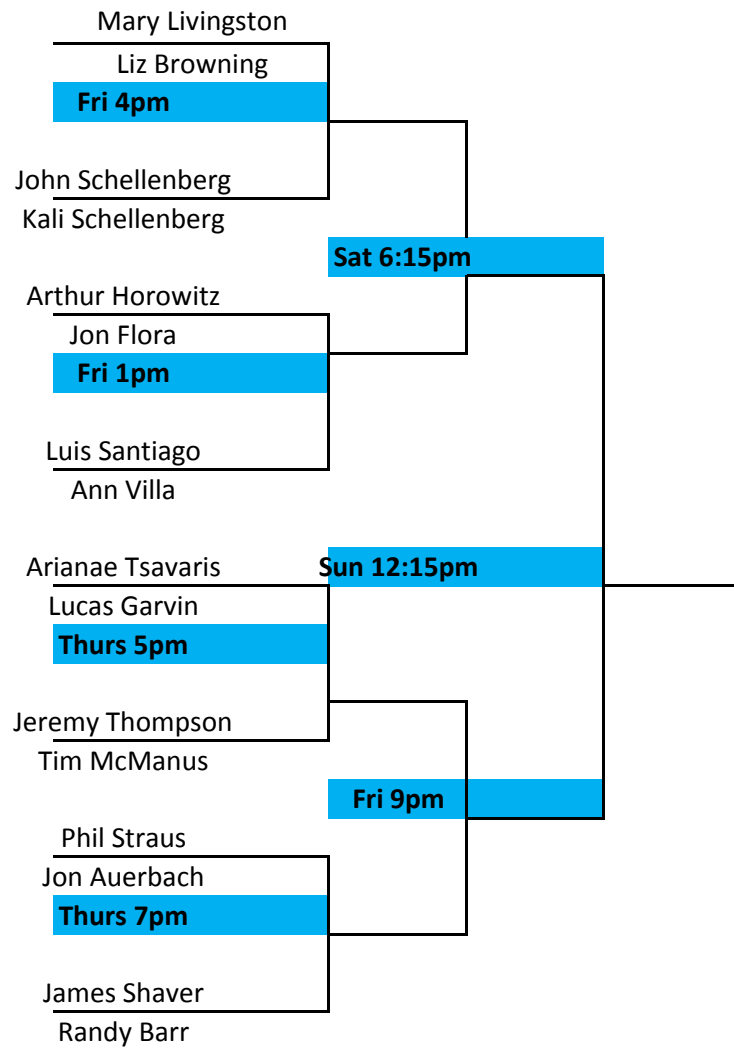 Mary Livingston
Liz Browning
Fri 4pm
John Schellenberg
Kali Schellenberg
Sat 6:15pm
Arthur Horowitz
Jon Flora
Fri 1pm
Luis Santiago
Ann Villa
Arianae Tsavaris
Sun 12:15pm
Lucas Garvin
Thurs 5pm
Jeremy Thompson
Tim McManus
Fri 9pm
Phil Straus
Jon Auerbach
Thurs 7pm
James Shaver
Randy Barr